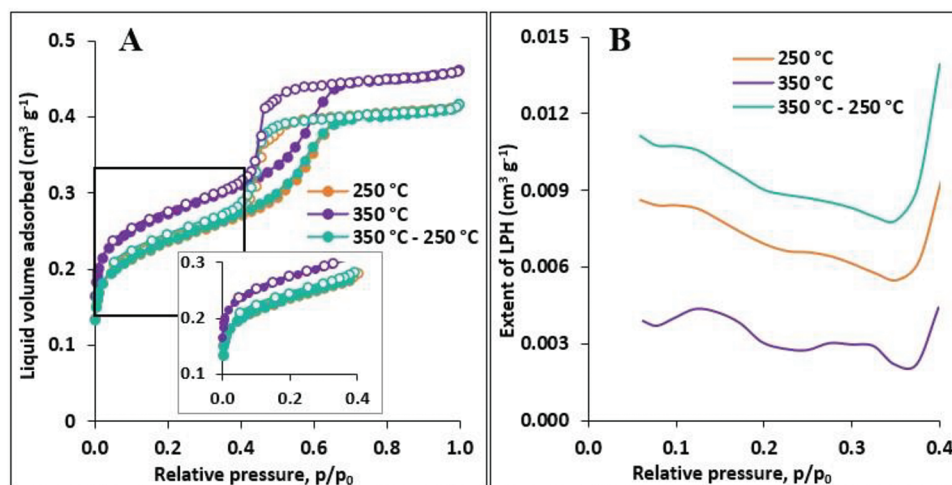 A
Liquid volume adsorbed (cm³ g⁻¹)
0.5
0.4
0.3
0.2
0.1
0
0.0
0.2
0.4
0.6
0.8
1.0
Relative pressure, p/p₀
250 °C
350 °C
350 °C - 250 °C
0.3
0.2
0.1
0.0
0.2
0.4
B
Extent of LPH (cm³ g⁻¹)
0.015
0.012
0.009
0.006
0.003
0.000
0.0
0.1
0.2
0.3
0.4
Relative pressure, p/p₀
250 °C
350 °C
350 °C - 250 °C